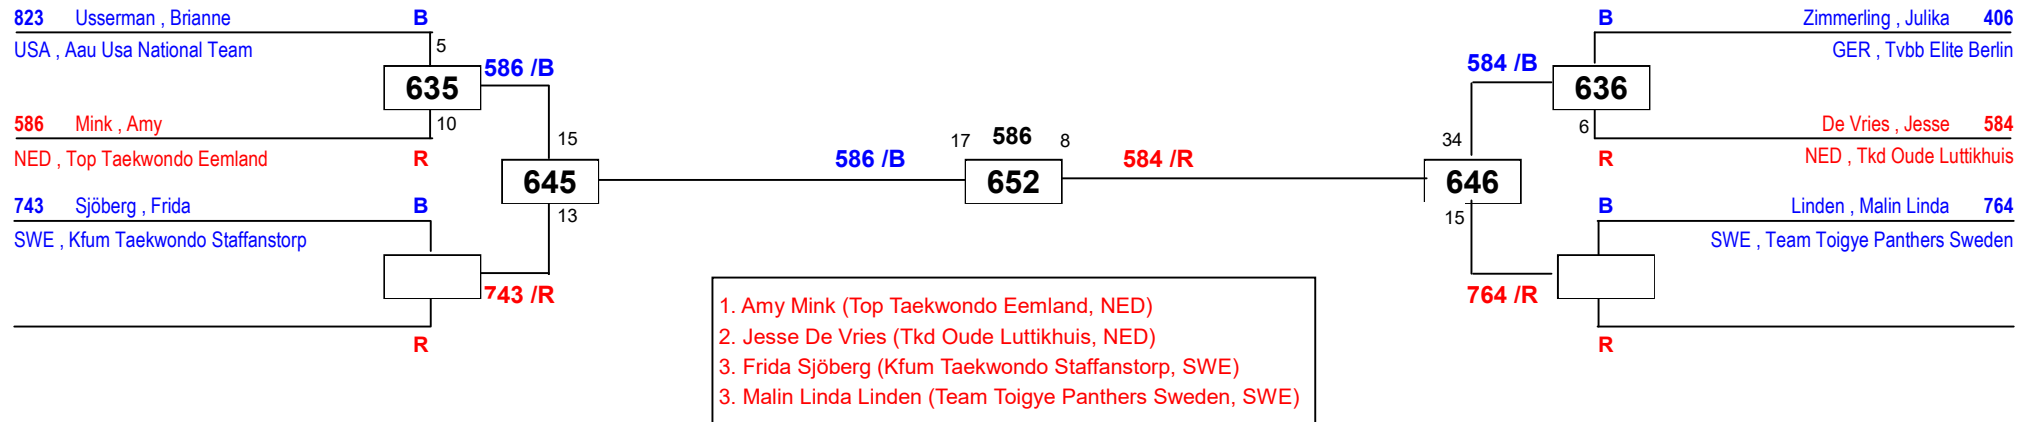 823 Usserman , Brianne B
USA , Aau Usa National Team
5
586 /B
635
10
586 Mink , Amy
NED , Top Taekwondo Eemland R
15
645
13
743 Sjöberg , Frida B
SWE , Kfum Taekwondo Staffanstorp
743 /R
R
586 /B
17 586 8
652
584 /R
B Zimmerling , Julika 406
GER , Tvbb Elite Berlin
584 /B
636
6
De Vries , Jesse 584
R NED , Tkd Oude Luttikhuis
34
646
15
B Linden , Malin Linda 764
SWE , Team Toigye Panthers Sweden
764 /R
R
1. Amy Mink (Top Taekwondo Eemland, NED)
2. Jesse De Vries (Tkd Oude Luttikhuis, NED)
3. Frida Sjöberg (Kfum Taekwondo Staffanstorp, SWE)
3. Malin Linda Linden (Team Toigye Panthers Sweden, SWE)